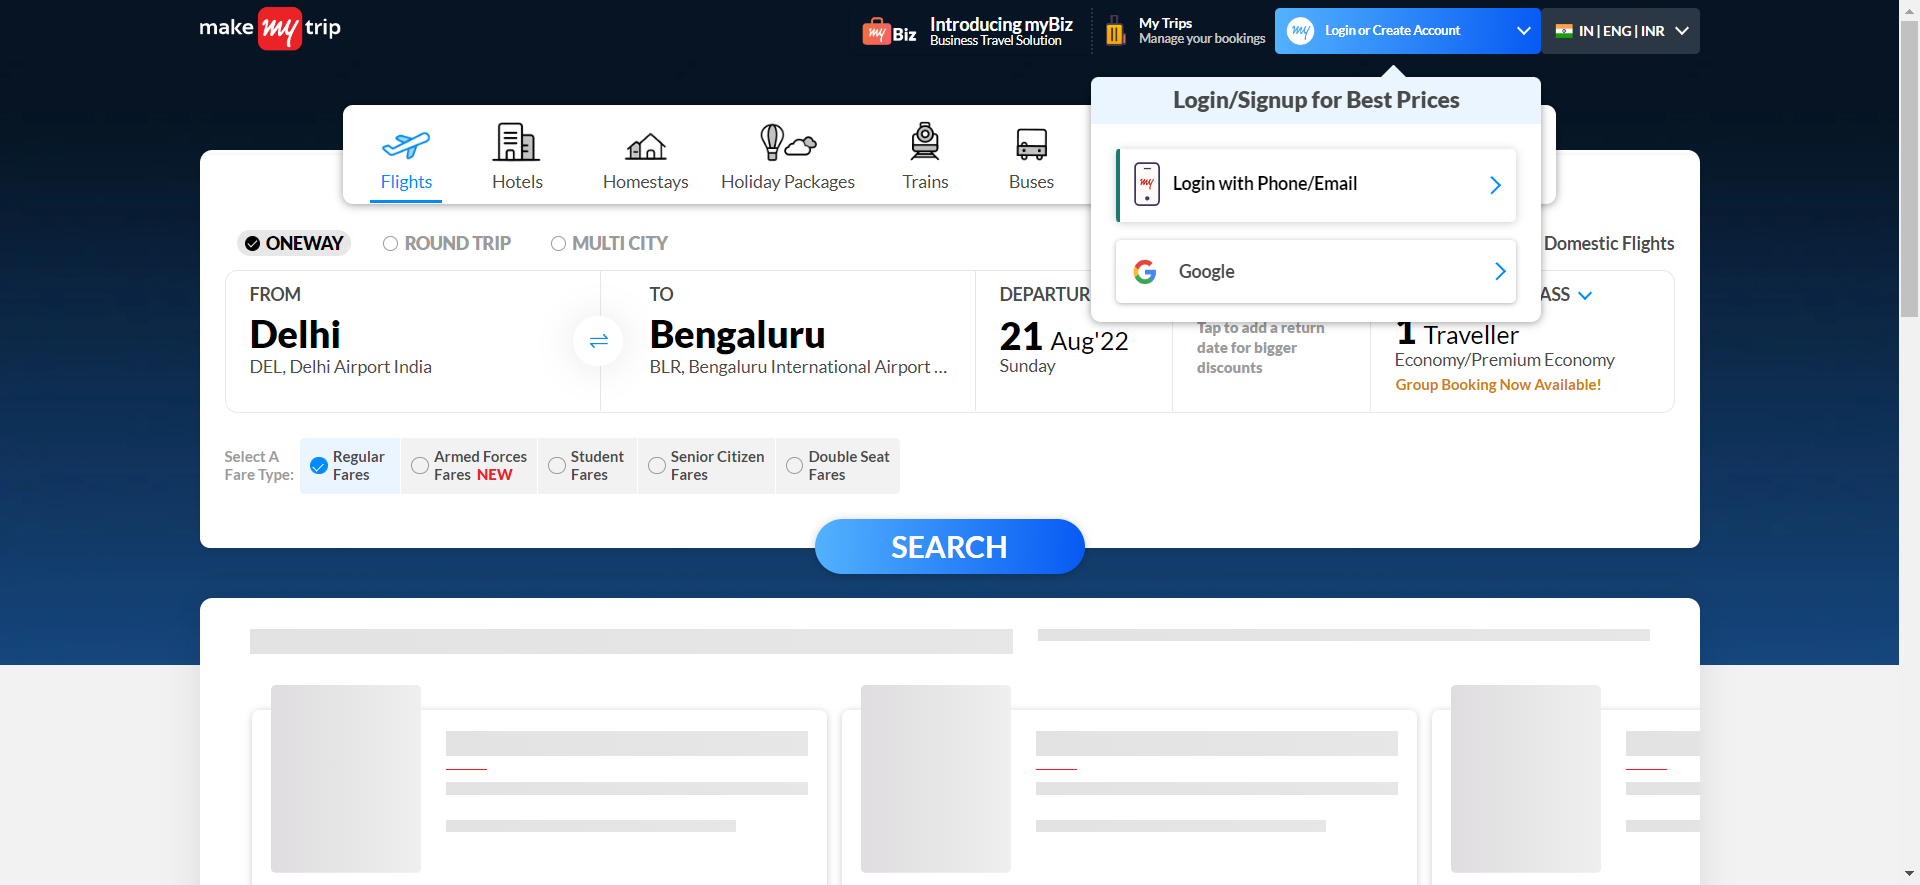 make my trip
my Biz
Introducing myBiz
Business Travel Solution
My Trips
Manage your bookings
my
Login or Create Account
IN | ENG | INR
Login/Signup for Best Prices
my
Login with Phone/Email
Google
Flights
Hotels
Homestays
Holiday Packages
Trains
Buses
ONEWAY
ROUND TRIP
MULTI CITY
Domestic Flights
FROM
Delhi
DEL, Delhi Airport India
TO
Bengaluru
BLR, Bengaluru International Airport ...
DEPARTUR
21 Aug'22
Sunday
Tap to add a return
date for bigger
discounts
ASS
1 Traveller
Economy/Premium Economy
Group Booking Now Available!
Select A
Fare Type:
Regular
Fares
Armed Forces
Fares NEW
Student
Fares
Senior Citizen
Fares
Double Seat
Fares
SEARCH